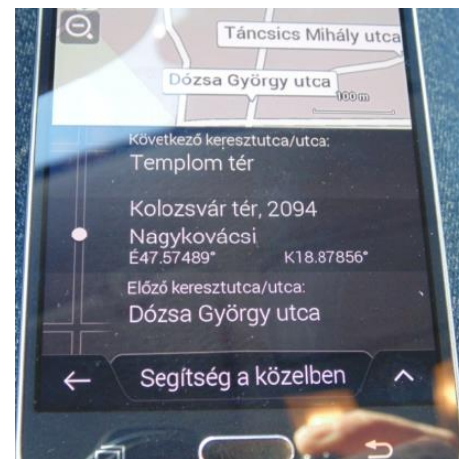 Táncsics Mihály utca
Dózsa György utca
100 m
Következő keresztutca/utca:
Templom tér
Kolozsvár tér, 2094
Nagykovácsi
É47.57489° K18.87856°
Előző keresztutca/utca:
Dózsa György utca
Segítség a közelben